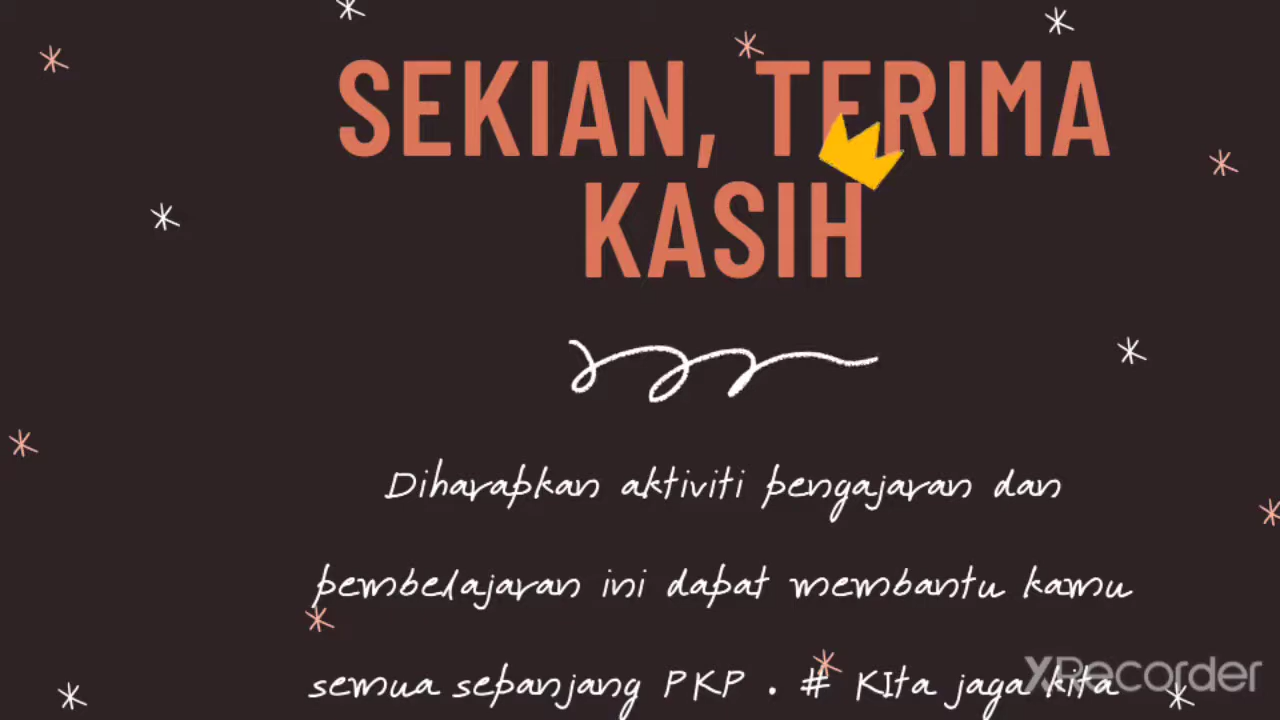 SEKIAN, TERIMA
KASIH
Diharapkan aktiviti pengajaran dan
pembelajaran ini dapat membantu kamu
semua sepanjang PKP . # KIta jaga kita
XRecorder